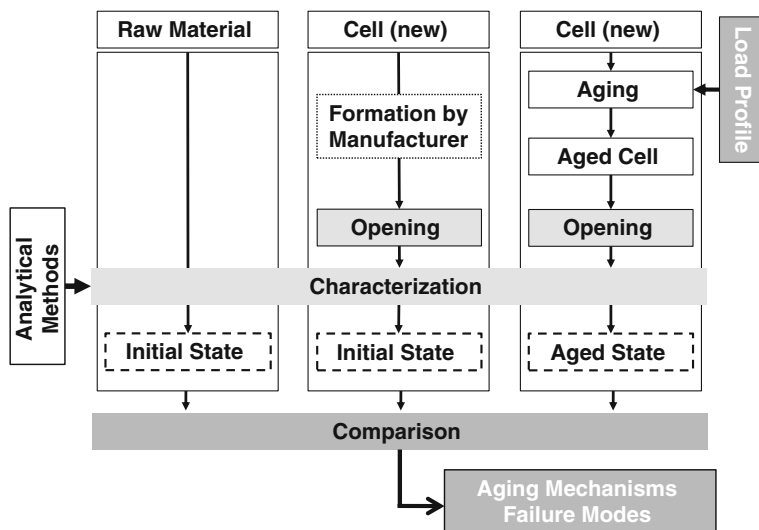 Raw Material
Cell (new)
Cell (new)
Load Profile
Formation by
Manufacturer
Aging
Aged Cell
Opening
Opening
Analytical
Methods
Characterization
Initial State
Initial State
Aged State
Comparison
Aging Mechanisms
Failure Modes